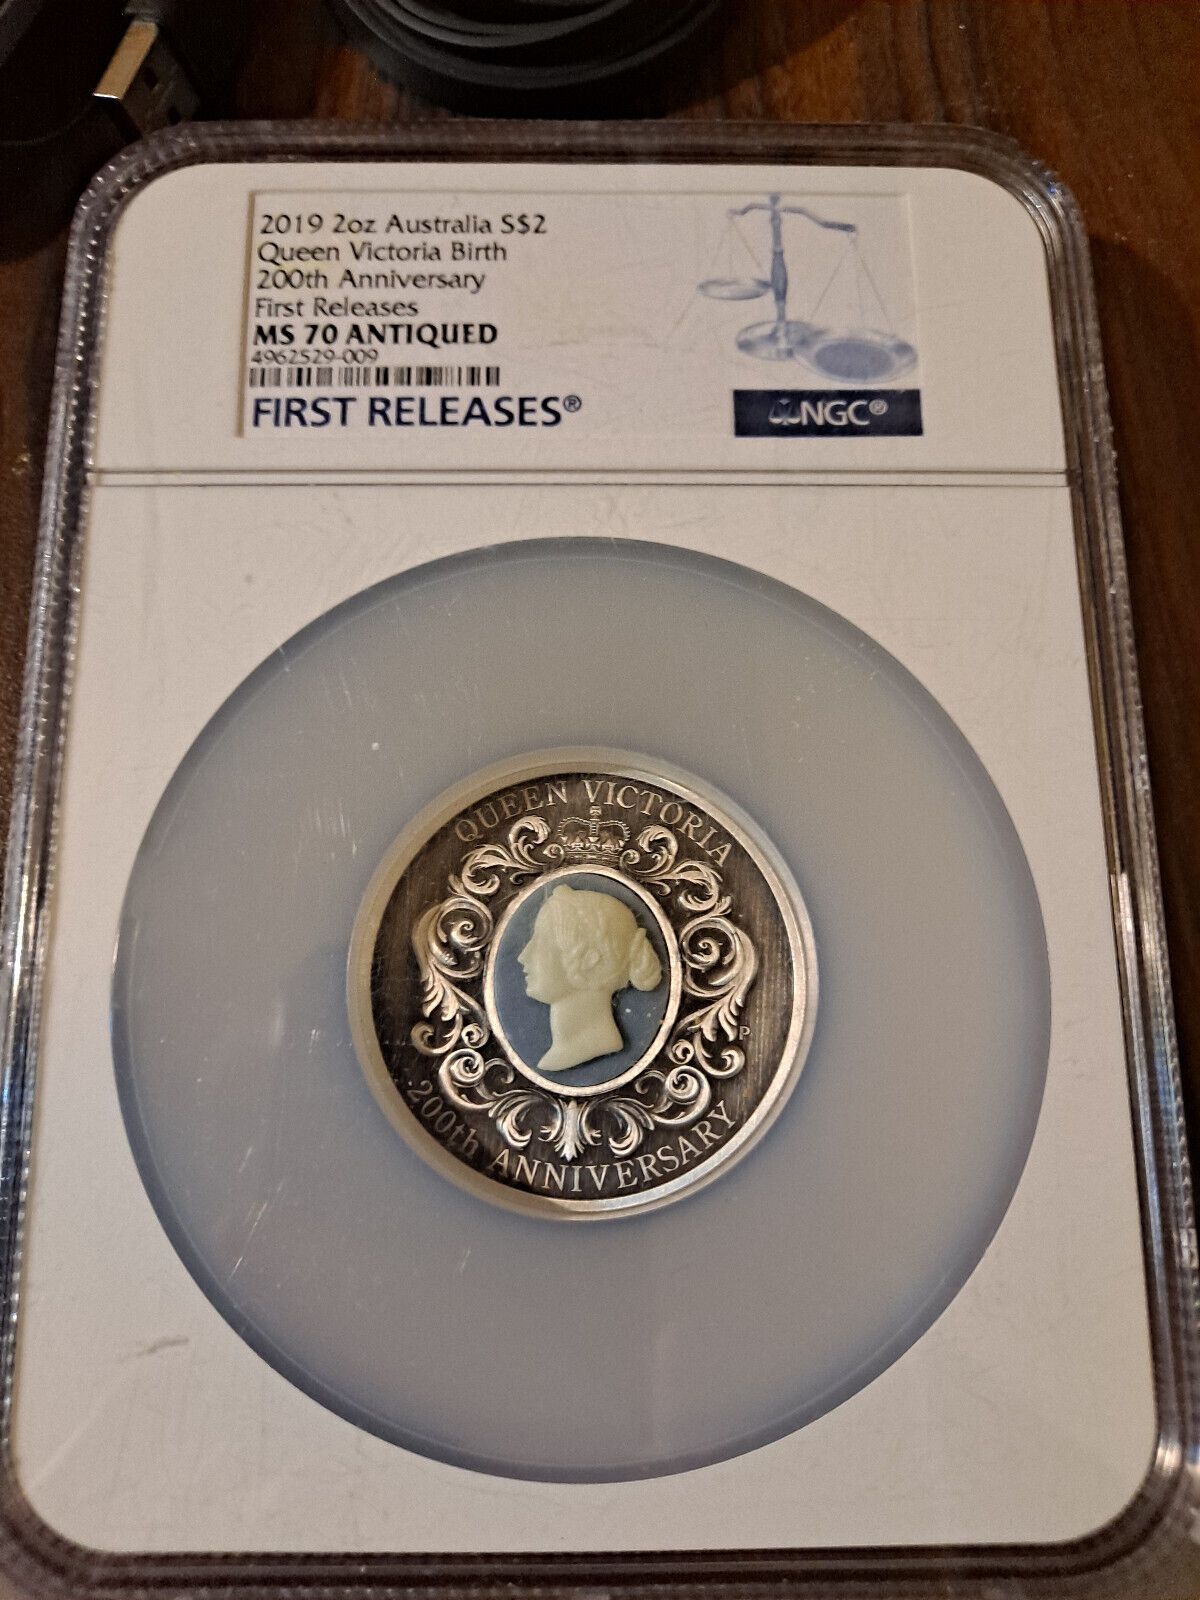 2019 2oz Australia S$2
Queen Victoria Birth
200th Anniversary
First Releases
MS 70 ANTIQUED
4962529-009
FIRST RELEASES®
NGC®
QUEEN VICTORIA
P
200th ANNIVERSARY